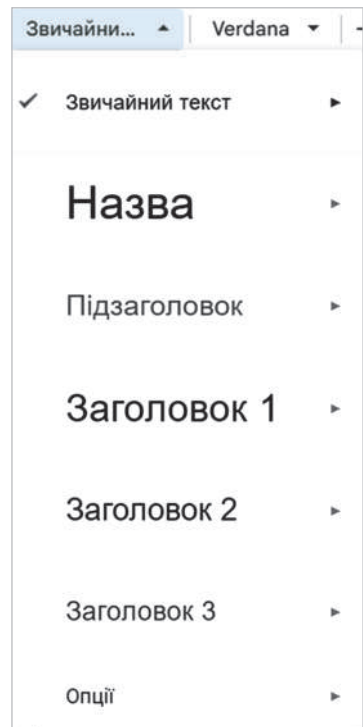 Звичайни... Verdana
Звичайний текст
Назва
Підзаголовок
Заголовок 1
Заголовок 2
Заголовок 3
Опції